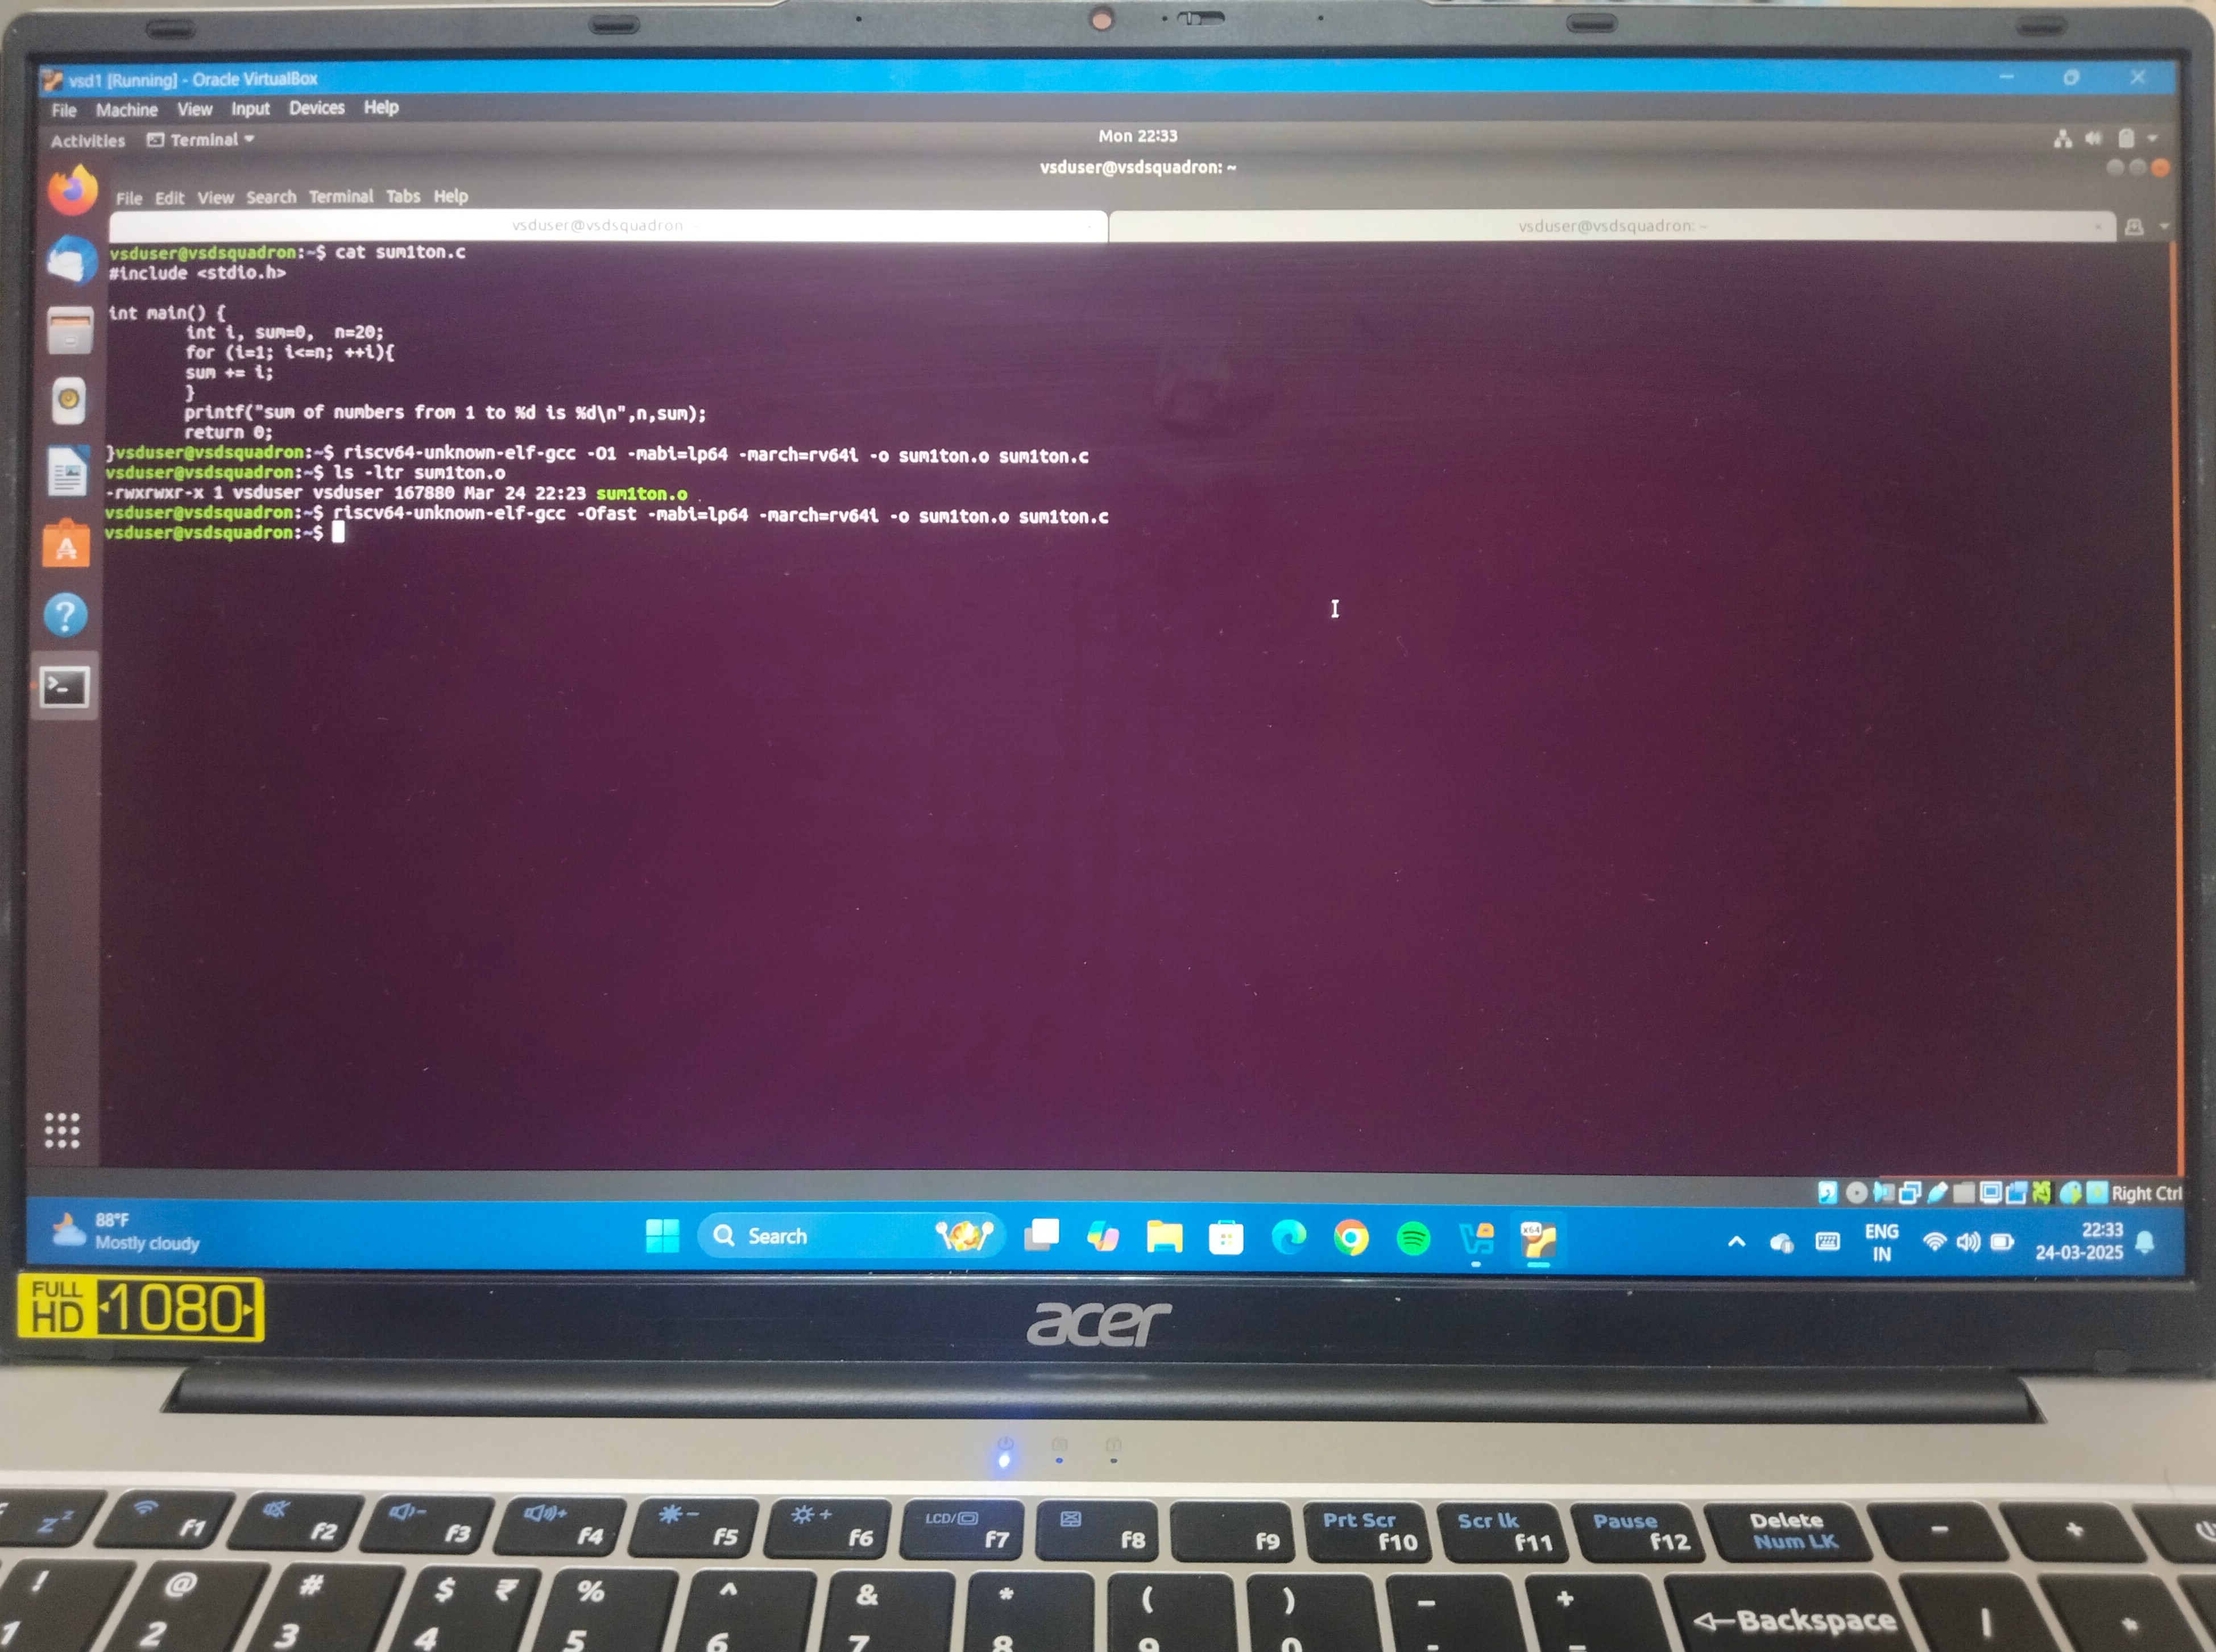 vsd1 [Running] - Oracle VirtualBox
File Machine View Input Devices Help
Activities Terminal Mon 22:33
vsduser@vsdsquadron: ~
File Edit View Search Terminal Tabs Help
vsduser@vsdsquadron vsduser@vsdsquadron: ~
vsduser@vsdsquadron:~$ cat sum1ton.c
#include <stdio.h>
int main() {
int i, sum=0, n=20;
for (i=1; i<=n; ++i){
sum += i;
}
printf("sum of numbers from 1 to %d is %d\n",n,sum);
return 0;
}vsduser@vsdsquadron:~$ riscv64-unknown-elf-gcc -O1 -mabi=lp64 -march=rv64i -o sum1ton.o sum1ton.c
vsduser@vsdsquadron:~$ ls -ltr sum1ton.o
-rwxrwxr-x 1 vsduser vsduser 167880 Mar 24 22:23 sum1ton.o
vsduser@vsdsquadron:~$ riscv64-unknown-elf-gcc -Ofast -mabi=lp64 -march=rv64i -o sum1ton.o sum1ton.c
vsduser@vsdsquadron:~$
Right Ctrl
88°F
Mostly cloudy
Search
ENG
IN
22:33
24-03-2025
FULL
HD 1080
acer
zz F1 F2 F3 F4 F5 F6 LCD/ F7 F8 F9 Prt Scr F10 Scr lk F11 Pause F12 Delete Num LK - +
! @ # $ ₹ % ^ & * ( ) _ +
1 2 3 4 5 6 7 8 9 0 - = Backspace *